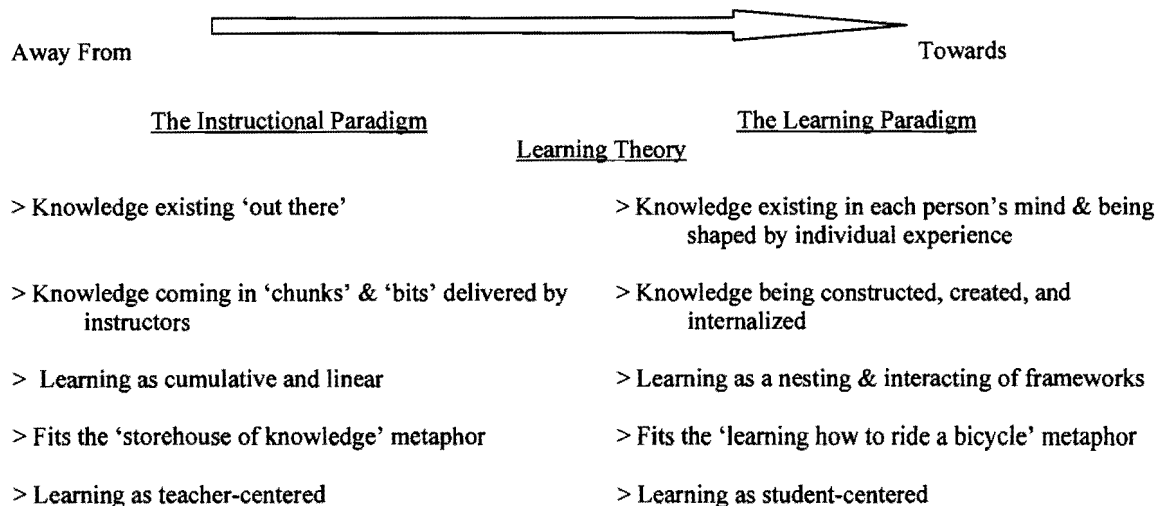 Away From Towards
The Instructional Paradigm The Learning Paradigm
Learning Theory
> Knowledge existing ‘out there’ > Knowledge existing in each person’s mind & being
shaped by individual experience
> Knowledge coming in ‘chunks’ & ‘bits’ delivered by > Knowledge being constructed, created, and
instructors internalized
> Learning as cumulative and linear > Learning as a nesting & interacting of frameworks
> Fits the ‘storehouse of knowledge’ metaphor > Fits the ‘learning how to ride a bicycle’ metaphor
> Learning as teacher-centered > Learning as student-centered